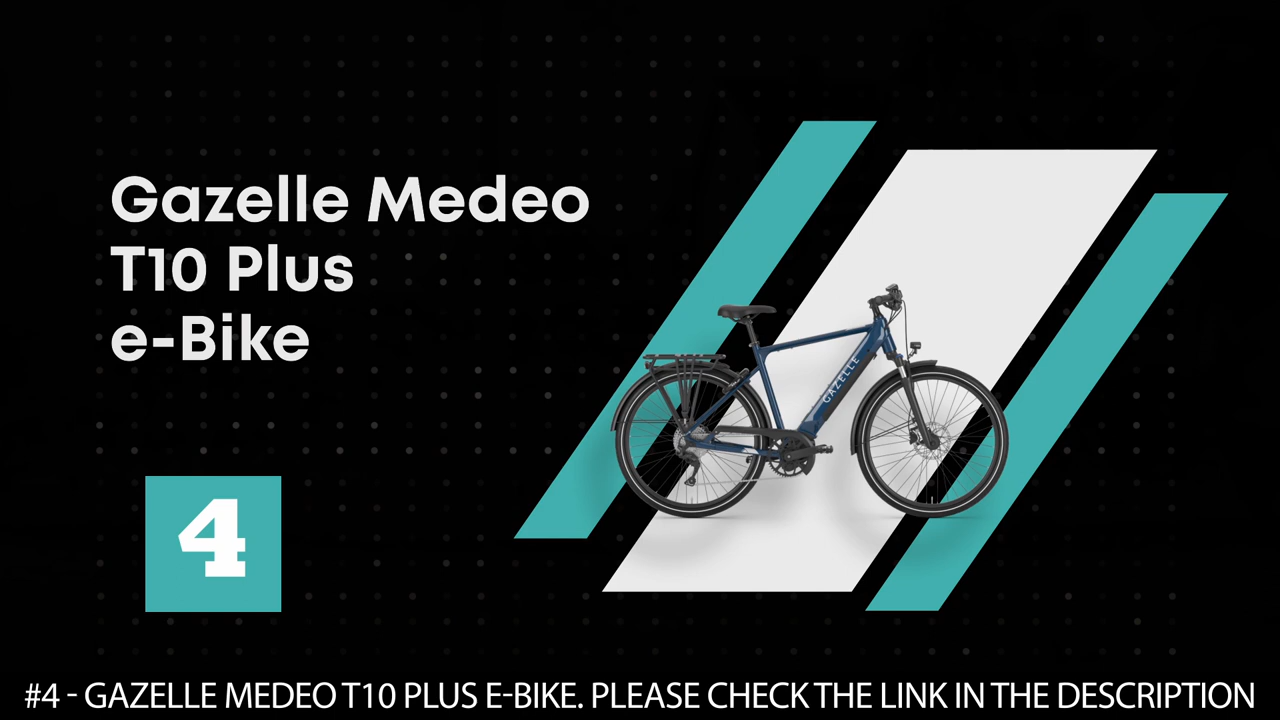 Gazelle Medeo
T10 Plus
e-Bike
GAZELLE
4
#4 - GAZELLE MEDEO T10 PLUS E-BIKE. PLEASE CHECK THE LINK IN THE DESCRIPTION